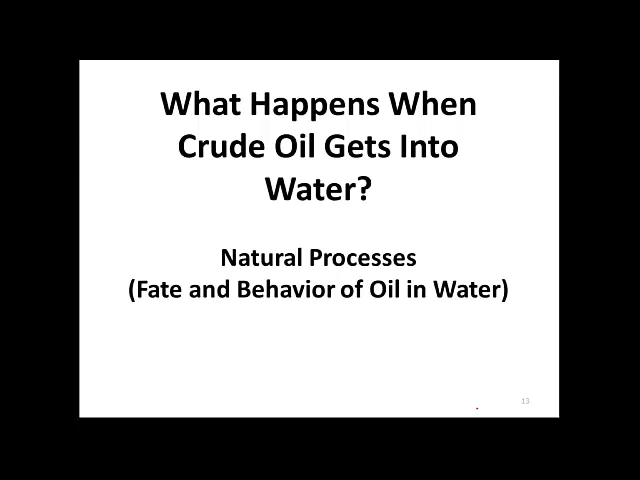 What Happens When
Crude Oil Gets Into
Water?
Natural Processes
(Fate and Behavior of Oil in Water)
13